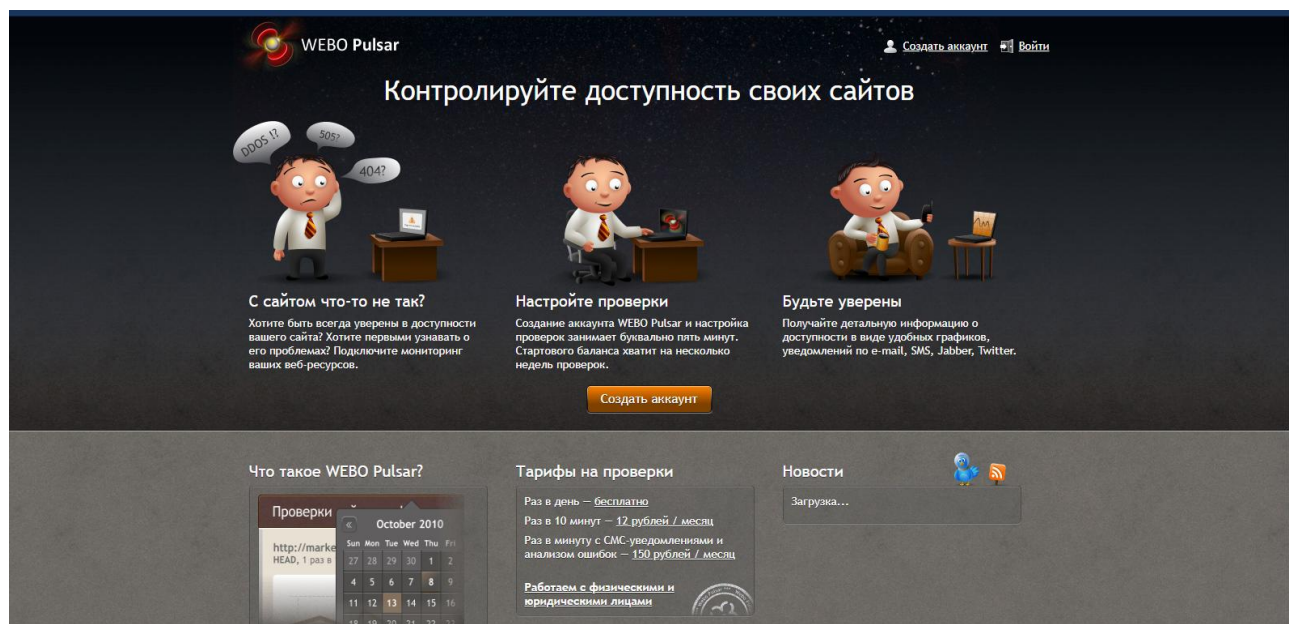 WEBO Pulsar
Создать аккаунт Войти
Контролируйте доступность своих сайтов
DDOS !?
505?
404?
С сайтом что-то не так?
Хотите быть всегда уверены в доступности
вашего сайта? Хотите первыми узнавать о
его проблемах? Подключите мониторинг
ваших веб-ресурсов.
Настройте проверки
Создание аккаунта WEBO Pulsar и настройка
проверок занимает буквально пять минут.
Стартового баланса хватит на несколько
недель проверок.
Будьте уверены
Получайте детальную информацию о
доступности в виде удобных графиков,
уведомлений по e-mail, SMS, Jabber, Twitter.
Создать аккаунт
Что такое WEBO Pulsar?
Проверки
http://marke
HEAD, 1 раз в
« October 2010
Sun Mon Tue Wed Thu Fri
27 28 29 30 1 2
4 5 6 7 8 9
11 12 13 14 15 16
18 19 20 21 22 23
Тарифы на проверки
Раз в день — бесплатно
Раз в 10 минут — 12 рублей / месяц
Раз в минуту с СМС-уведомлениями и
анализом ошибок — 150 рублей / месяц
Работаем с физическими и
юридическими лицами
Новости
Загрузка...